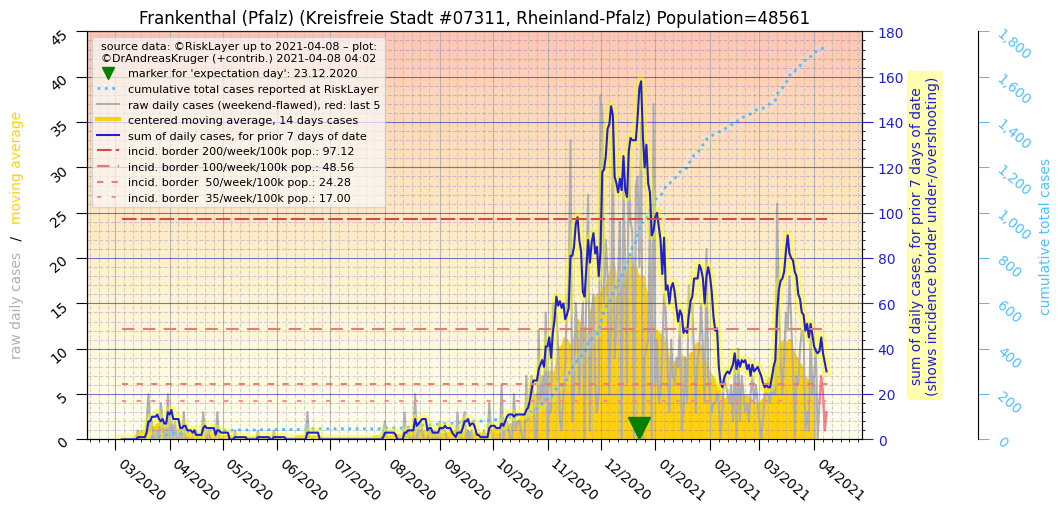 Frankenthal (Pfalz) (Kreisfreie Stadt #07311, Rheinland-Pfalz) Population=48561
source data: ©RiskLayer up to 2021-04-08 – plot:
©DrAndreasKruger (+contrib.) 2021-04-08 04:02
marker for 'expectation day': 23.12.2020
cumulative total cases reported at RiskLayer
raw daily cases (weekend-flawed), red: last 5
centered moving average, 14 days cases
sum of daily cases, for prior 7 days of date
incid. border 200/week/100k pop.: 97.12
incid. border 100/week/100k pop.: 48.56
incid. border  50/week/100k pop.: 24.28
incid. border  35/week/100k pop.: 17.00
raw daily cases  /  moving average
45
40
35
30
25
20
15
10
5
0
03/2020
04/2020
05/2020
06/2020
07/2020
08/2020
09/2020
10/2020
11/2020
12/2020
01/2021
02/2021
03/2021
04/2021
180
160
140
120
100
80
60
40
20
0
sum of daily cases, for prior 7 days of date
(shows incidence border under-/overshooting)
1,800
1,600
1,400
1,200
1,000
800
600
400
200
0
cumulative total cases